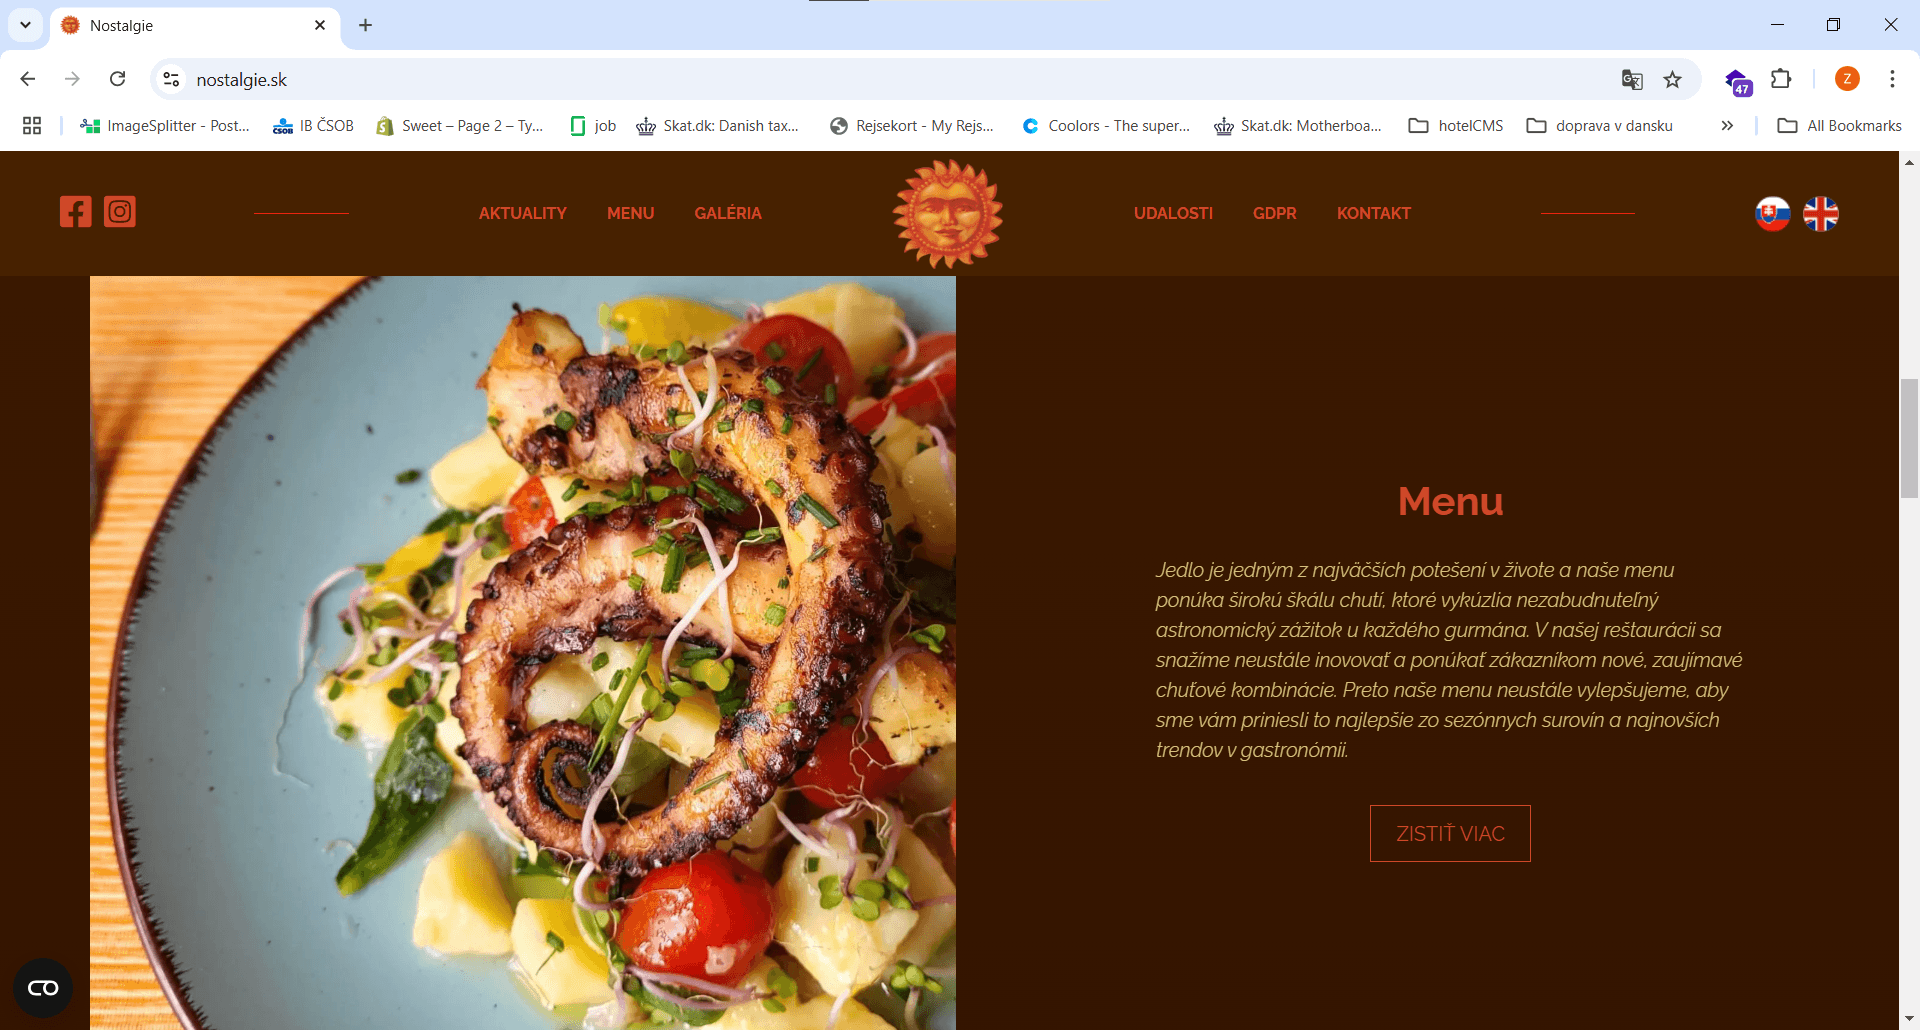 Nostalgie
nostalgie.sk
47
Z
ImageSplitter - Post...
IB ČSOB
Sweet – Page 2 – Ty...
job
Skat.dk: Danish tax...
Rejsekort - My Rejs...
Coolors - The super...
Skat.dk: Motherboa...
hotelCMS
doprava v dansku
All Bookmarks
AKTUALITY
MENU
GALÉRIA
UDALOSTI
GDPR
KONTAKT
Menu
Jedlo je jedným z najväčších potešení v živote a naše menu
ponúka širokú škálu chutí, ktoré vykúzlia nezabudnuteľný
astronomický zážitok u každého gurmána. V našej reštaurácii sa
snažíme neustále inovovať a ponúkať zákazníkom nové, zaujímavé
chuťové kombinácie. Preto naše menu neustále vylepšujeme, aby
sme vám priniesli to najlepšie zo sezónnych surovín a najnovších
trendov v gastronómii.
ZISTIŤ VIAC